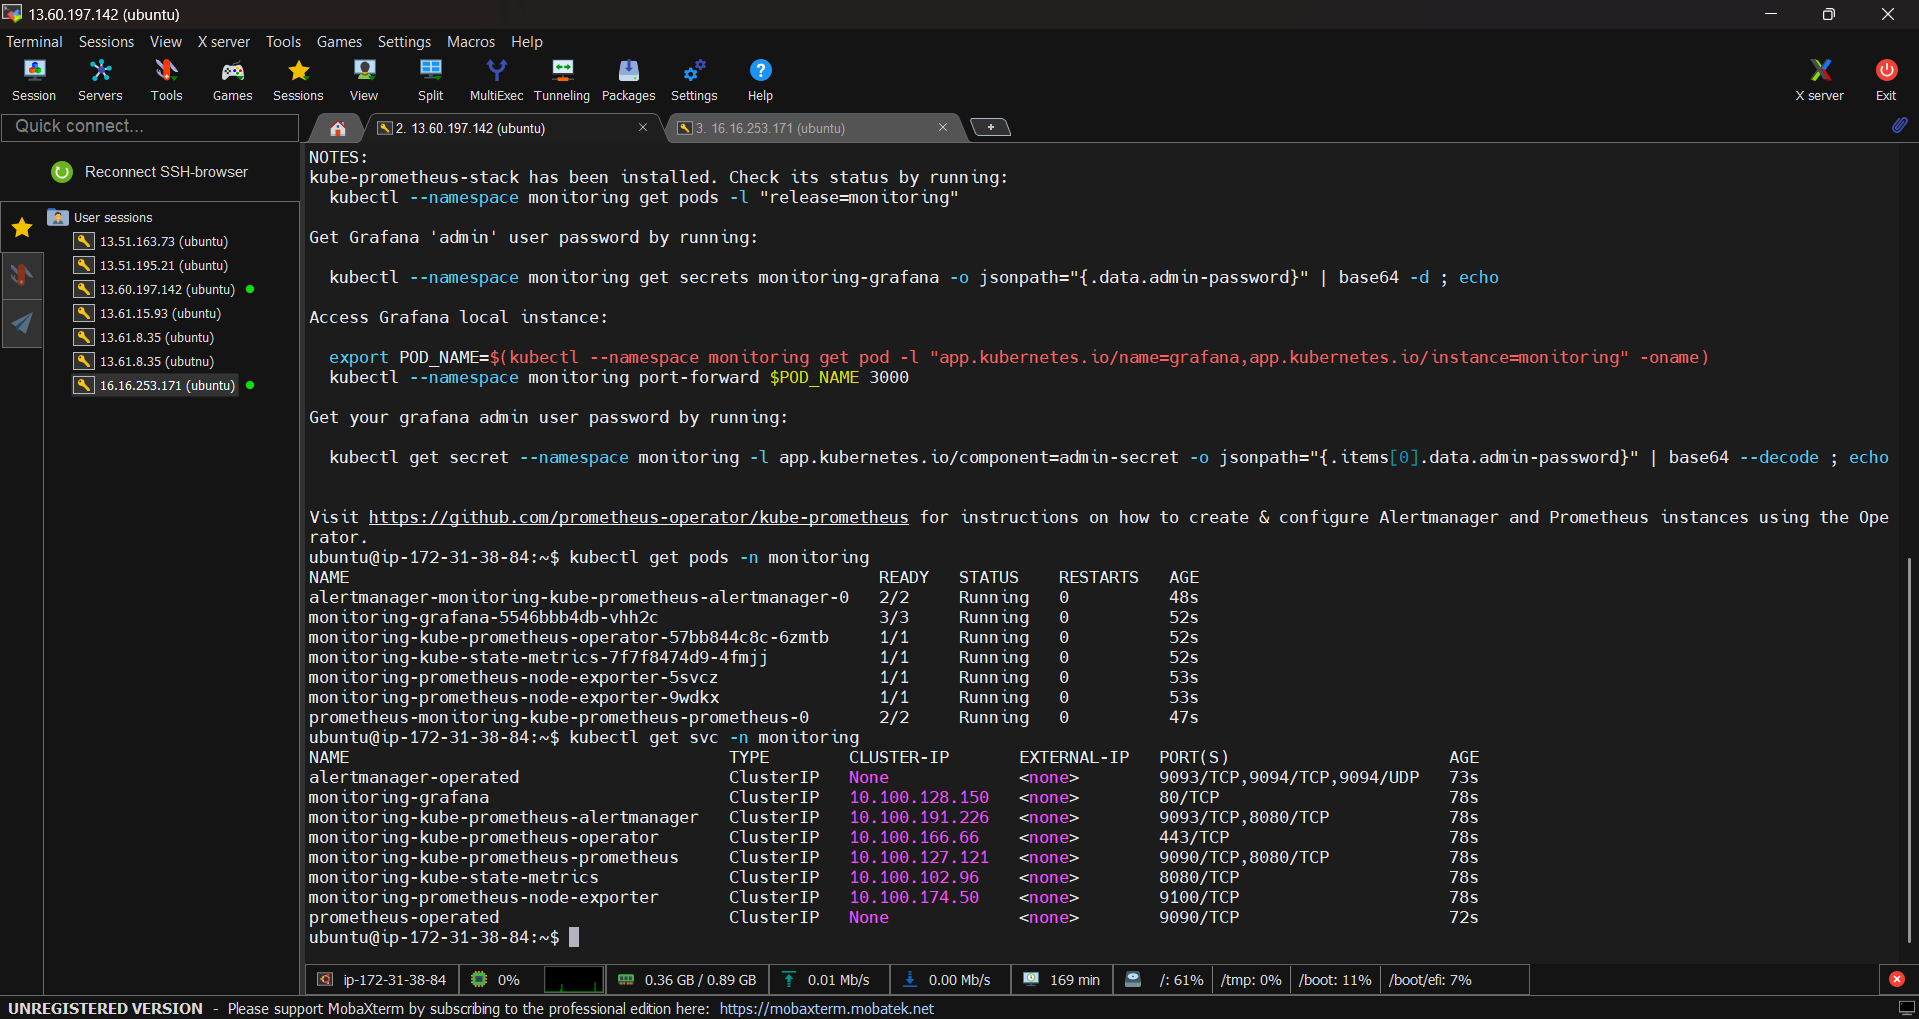 13.60.197.142 (ubuntu)
Terminal Sessions View X server Tools Games Settings Macros Help
Session Servers Tools Games Sessions View Split MultiExec Tunneling Packages Settings Help X server Exit
Quick connect...
2. 13.60.197.142 (ubuntu)
3. 16.16.253.171 (ubuntu)
Reconnect SSH-browser
User sessions
13.51.163.73 (ubuntu)
13.51.195.21 (ubuntu)
13.60.197.142 (ubuntu)
13.61.15.93 (ubuntu)
13.61.8.35 (ubuntu)
13.61.8.35 (ubutnu)
16.16.253.171 (ubuntu)
NOTES:
kube-prometheus-stack has been installed. Check its status by running:
  kubectl --namespace monitoring get pods -l "release=monitoring"
Get Grafana 'admin' user password by running:
  kubectl --namespace monitoring get secrets monitoring-grafana -o jsonpath="{.data.admin-password}" | base64 -d ; echo
Access Grafana local instance:
  export POD_NAME=$(kubectl --namespace monitoring get pod -l "app.kubernetes.io/name=grafana,app.kubernetes.io/instance=monitoring" -oname)
  kubectl --namespace monitoring port-forward $POD_NAME 3000
Get your grafana admin user password by running:
  kubectl get secret --namespace monitoring -l app.kubernetes.io/component=admin-secret -o jsonpath="{.items[0].data.admin-password}" | base64 --decode ; echo
Visit https://github.com/prometheus-operator/kube-prometheus for instructions on how to create & configure Alertmanager and Prometheus instances using the Ope
rator.
ubuntu@ip-172-31-38-84:~$ kubectl get pods -n monitoring
NAME READY STATUS RESTARTS AGE
alertmanager-monitoring-kube-prometheus-alertmanager-0 2/2 Running 0 48s
monitoring-grafana-5546bbb4db-vhh2c 3/3 Running 0 52s
monitoring-kube-prometheus-operator-57bb844c8c-6zmtb 1/1 Running 0 52s
monitoring-kube-state-metrics-7f7f8474d9-4fmjj 1/1 Running 0 52s
monitoring-prometheus-node-exporter-5svcz 1/1 Running 0 53s
monitoring-prometheus-node-exporter-9wdkx 1/1 Running 0 53s
prometheus-monitoring-kube-prometheus-prometheus-0 2/2 Running 0 47s
ubuntu@ip-172-31-38-84:~$ kubectl get svc -n monitoring
NAME TYPE CLUSTER-IP EXTERNAL-IP PORT(S) AGE
alertmanager-operated ClusterIP None <none> 9093/TCP,9094/TCP,9094/UDP 73s
monitoring-grafana ClusterIP 10.100.128.150 <none> 80/TCP 78s
monitoring-kube-prometheus-alertmanager ClusterIP 10.100.191.226 <none> 9093/TCP,8080/TCP 78s
monitoring-kube-prometheus-operator ClusterIP 10.100.166.66 <none> 443/TCP 78s
monitoring-kube-prometheus-prometheus ClusterIP 10.100.127.121 <none> 9090/TCP,8080/TCP 78s
monitoring-kube-state-metrics ClusterIP 10.100.102.96 <none> 8080/TCP 78s
monitoring-prometheus-node-exporter ClusterIP 10.100.174.50 <none> 9100/TCP 78s
prometheus-operated ClusterIP None <none> 9090/TCP 72s
ubuntu@ip-172-31-38-84:~$
ip-172-31-38-84 0% 0.36 GB / 0.89 GB 0.01 Mb/s 0.00 Mb/s 169 min /: 61% /tmp: 0% /boot: 11% /boot/efi: 7%
UNREGISTERED VERSION - Please support MobaXterm by subscribing to the professional edition here: https://mobaxterm.mobatek.net